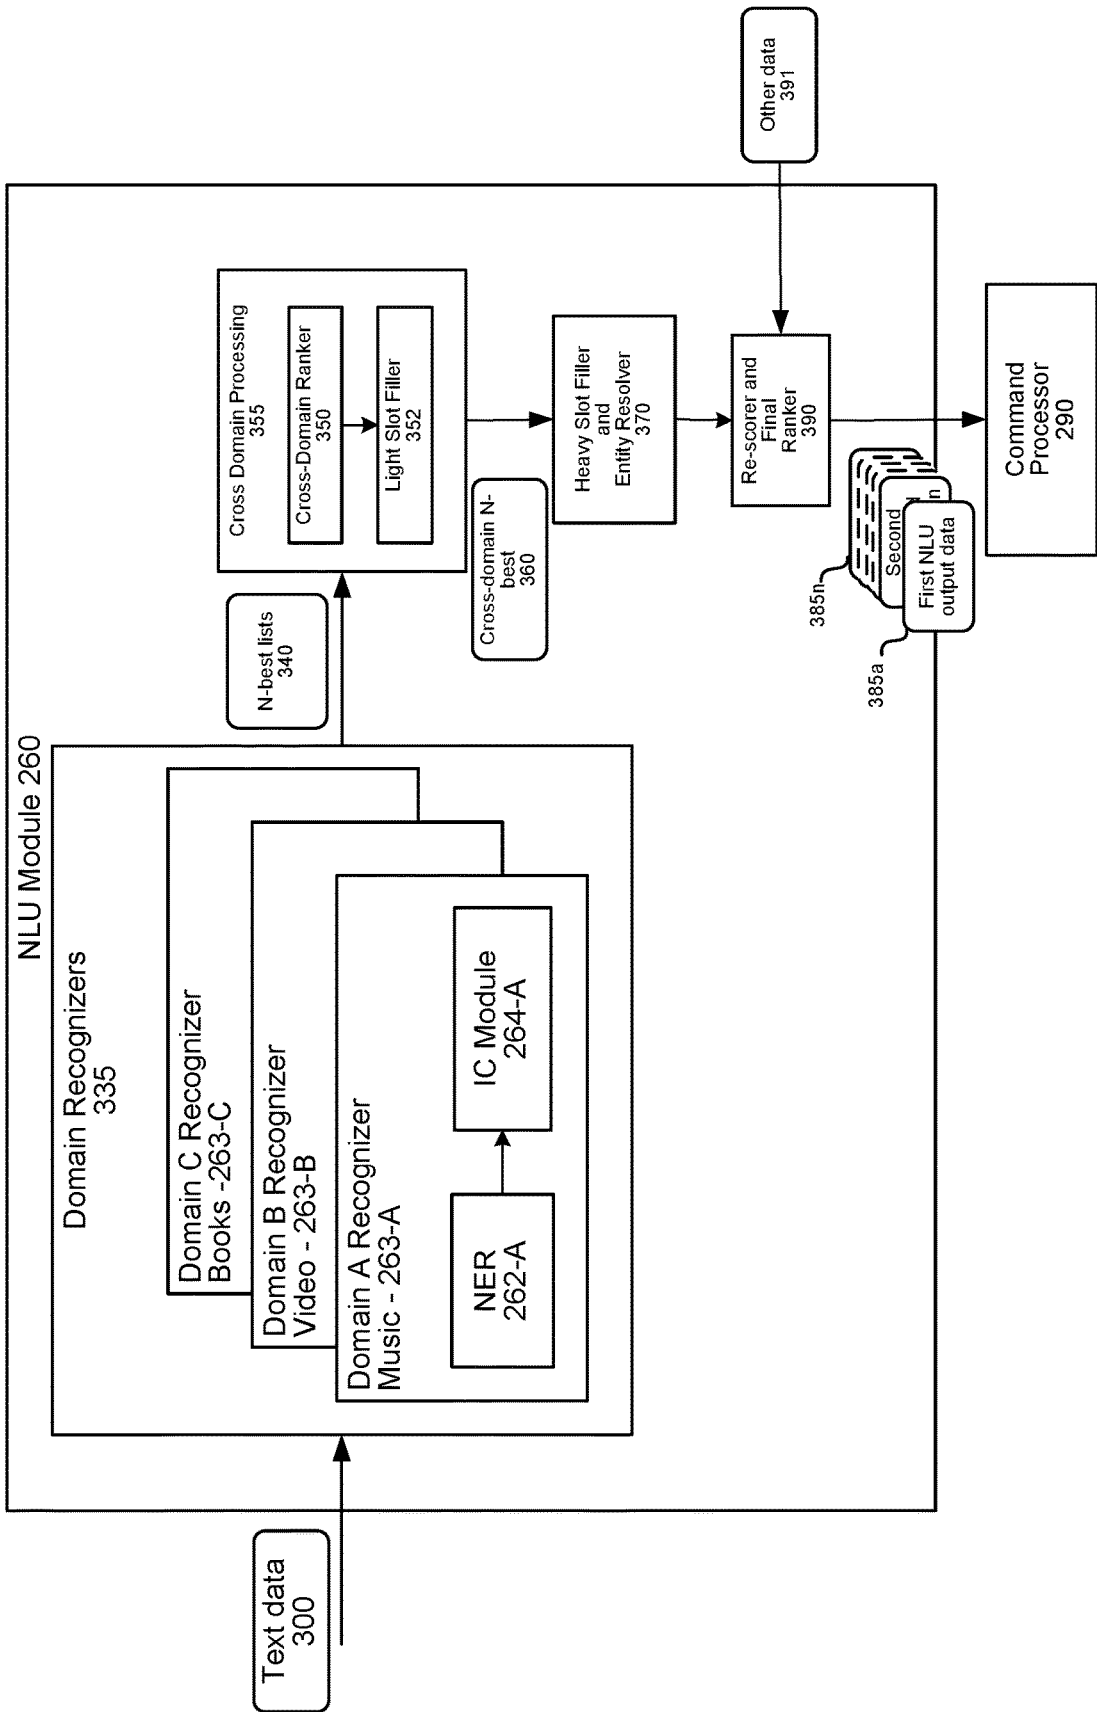 NLU Module 260
Text data
300
Domain Recognizers
335
Domain C Recognizer
Books -263-C
Domain B Recognizer
Video - 263-B
Domain A Recognizer
Music - 263-A
NER
262-A
IC Module
264-A
N-best lists
340
Cross Domain Processing
355
Cross-Domain Ranker
350
Light Slot Filler
352
Cross-domain N-
best
360
Heavy Slot Filler
and
Entity Resolver
370
Other data
391
Re-scorer and
Final
Ranker
390
385n
385a
Second
First NLU
output data
Command
Processor
290